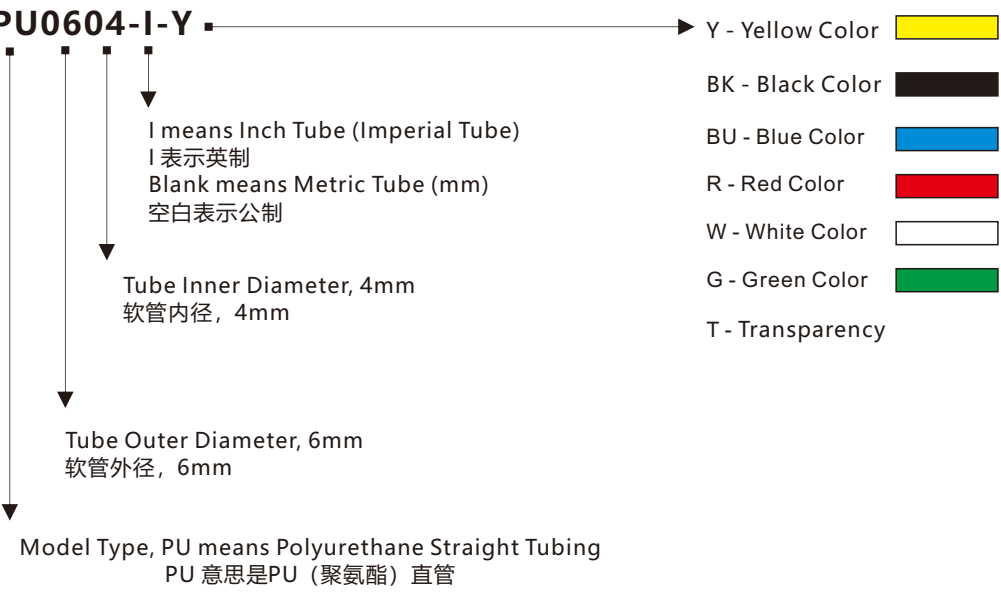 PU0604-I-Y
Y - Yellow Color
BK - Black Color
BU - Blue Color
R - Red Color
W - White Color
G - Green Color
T - Transparency
I means Inch Tube (Imperial Tube)
I 表示英制
Blank means Metric Tube (mm)
空白表示公制
Tube Inner Diameter, 4mm
软管内径，4mm
Tube Outer Diameter, 6mm
软管外径，6mm
Model Type, PU means Polyurethane Straight Tubing
PU 意思是PU（聚氨酯）直管